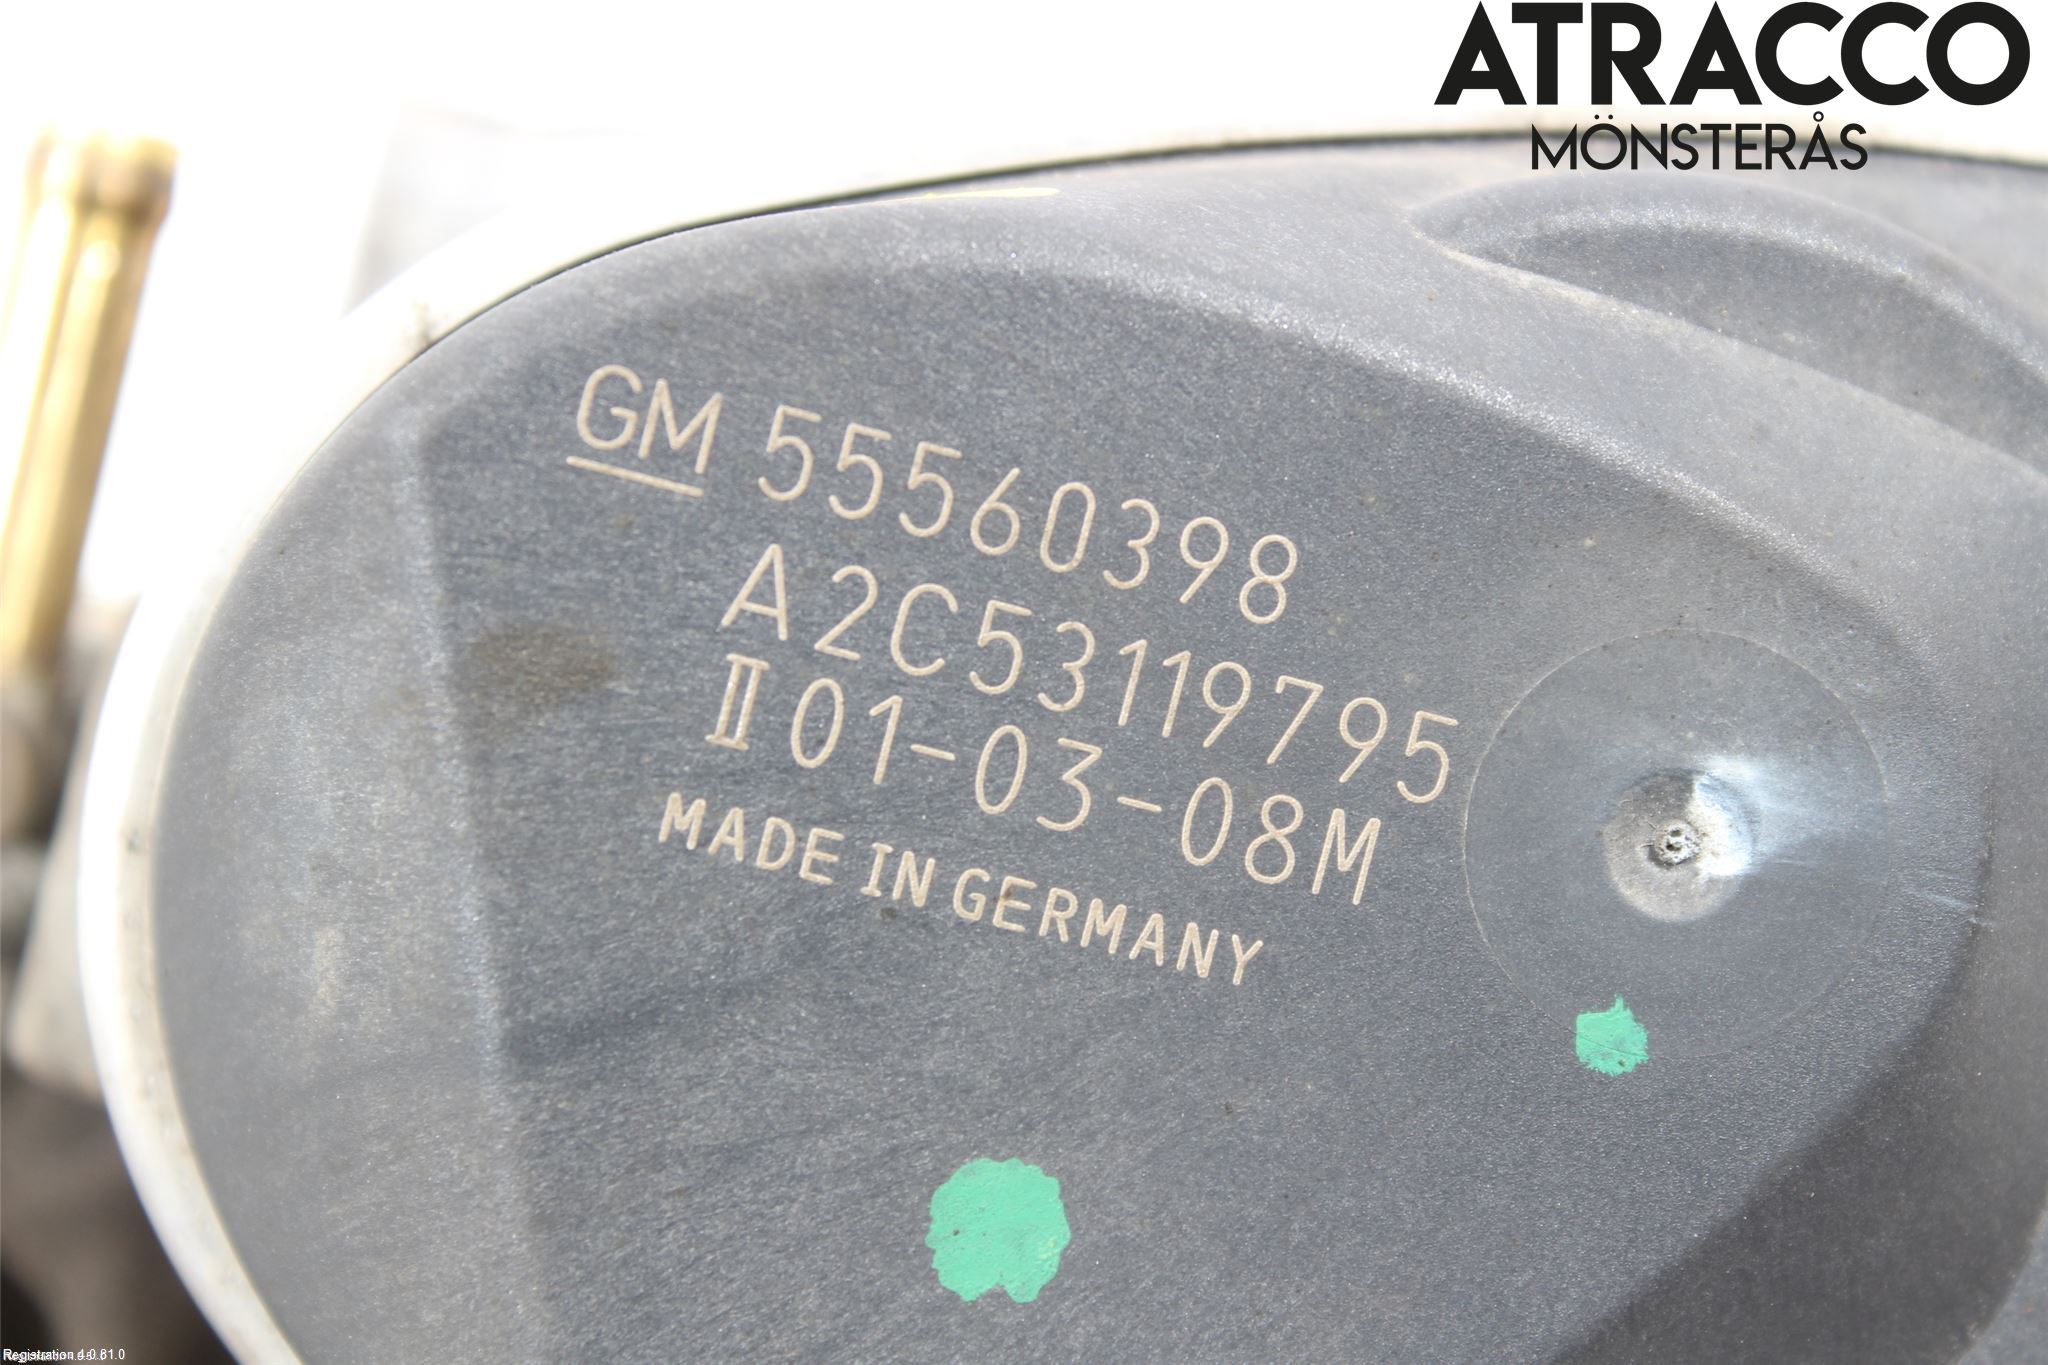 ATRACCO
MÖNSTERÅS
GM 55560398
A2C53119795
II 01-03-08M
MADE IN GERMANY